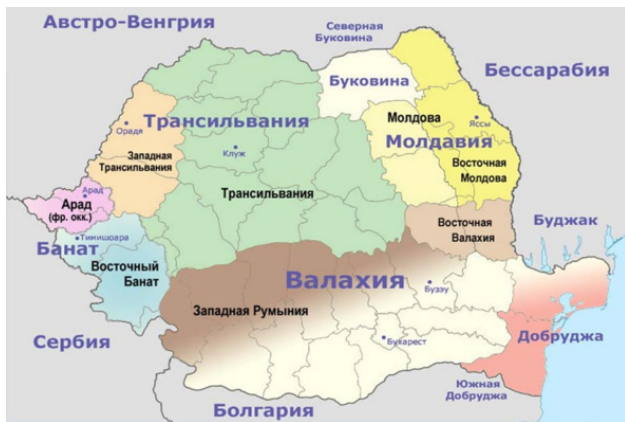 Австро-Венгрия
Северная
Буковина
Бессарабия
Буковина
Трансильвания
Орадя
Молдова
Яссы
Молдавия
Клуж
Западная
Трансильвания
Восточная
Молдова
Арад
Арад
(фр. окк.)
Трансильвания
Восточная
Валахия
Буджак
Тимишоара
Банат
Восточный
Банат
Валахия
Бузэу
Западная Румыния
Сербия
Бухарест
Добруджа
Южная
Добруджа
Болгария